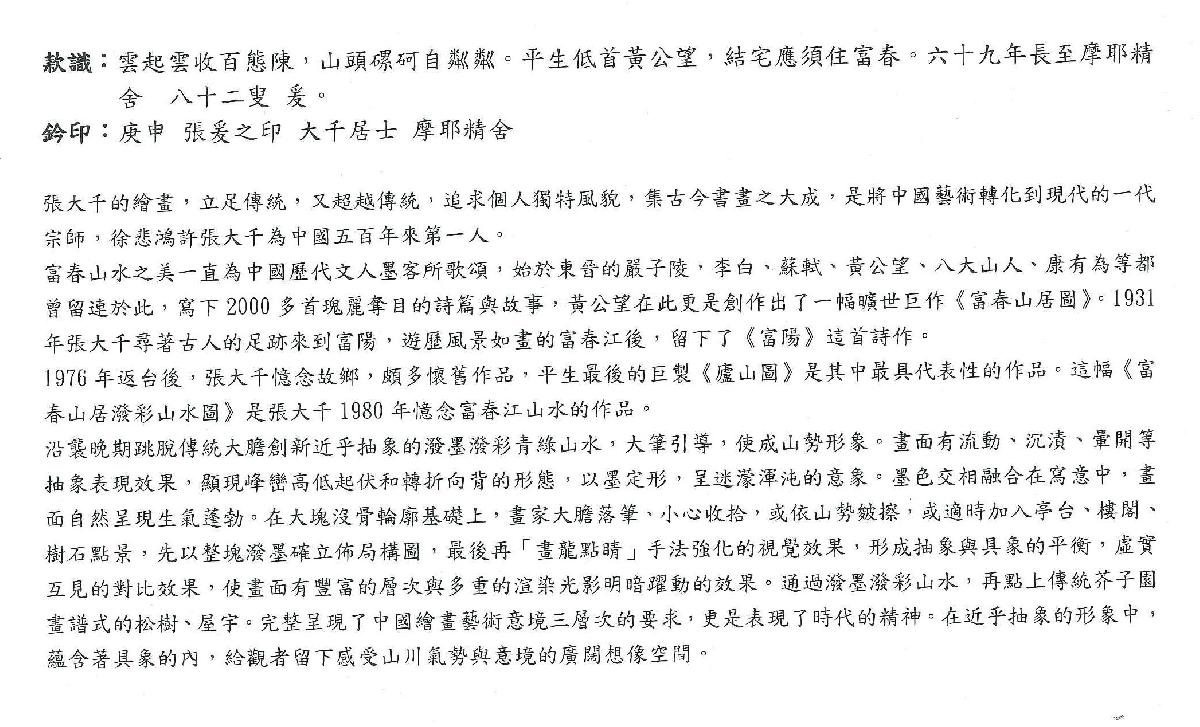 款識：雲起雲收百態陳，山頭磥砢自粼粼。平生低首黃公望，結宅應須住富春。六十九年長至摩耶精
舍　八十二叟 爰。
鈐印：庚申 張爰之印 大千居士 摩耶精舍
張大千的繪畫，立足傳統，又超越傳統，追求個人獨特風貌，集古今書畫之大成，是將中國藝術轉化到現代的一代
宗師，徐悲鴻許張大千為中國五百年來第一人。
富春山水之美一直為中國歷代文人墨客所歌頌，始於東晉的嚴子陵，李白、蘇軾、黃公望、八大山人、康有為等都
曾留連於此，寫下 2000 多首瑰麗奪目的詩篇與故事，黃公望在此更是創作出了一幅曠世巨作《富春山居圖》。1931
年張大千尋著古人的足跡來到富陽，遊歷風景如畫的富春江後，留下了《富陽》這首詩作。
1976 年返台後，張大千憶念故鄉，頗多懷舊作品，平生最後的巨製《廬山圖》是其中最具代表性的作品。這幅《富
春山居潑彩山水圖》是張大千 1980 年憶念富春江山水的作品。
沿襲晚期跳脫傳統大膽創新近乎抽象的潑墨潑彩青綠山水，大筆引導，使成山勢形象。畫面有流動、沉漬、暈開等
抽象表現效果，顯現峰巒高低起伏和轉折向背的形態，以墨定形，呈迷濛渾沌的意象。墨色交相融合在寫意中，畫
面自然呈現生氣蓬勃。在大塊沒骨輪廓基礎上，畫家大膽落筆、小心收拾，或依山勢皴擦，或適時加入亭台、樓閣、
樹石點景，先以整塊潑墨確立佈局構圖，最後再「畫龍點睛」手法強化的視覺效果，形成抽象與具象的平衡，虛實
互見的對比效果，使畫面有豐富的層次與多重的渲染光影明暗躍動的效果。通過潑墨潑彩山水，再點上傳統芥子園
畫譜式的松樹、屋宇。完整呈現了中國繪畫藝術意境三層次的要求，更是表現了時代的精神。在近乎抽象的形象中，
蘊含著具象的內，給觀者留下感受山川氣勢與意境的廣闊想像空間。